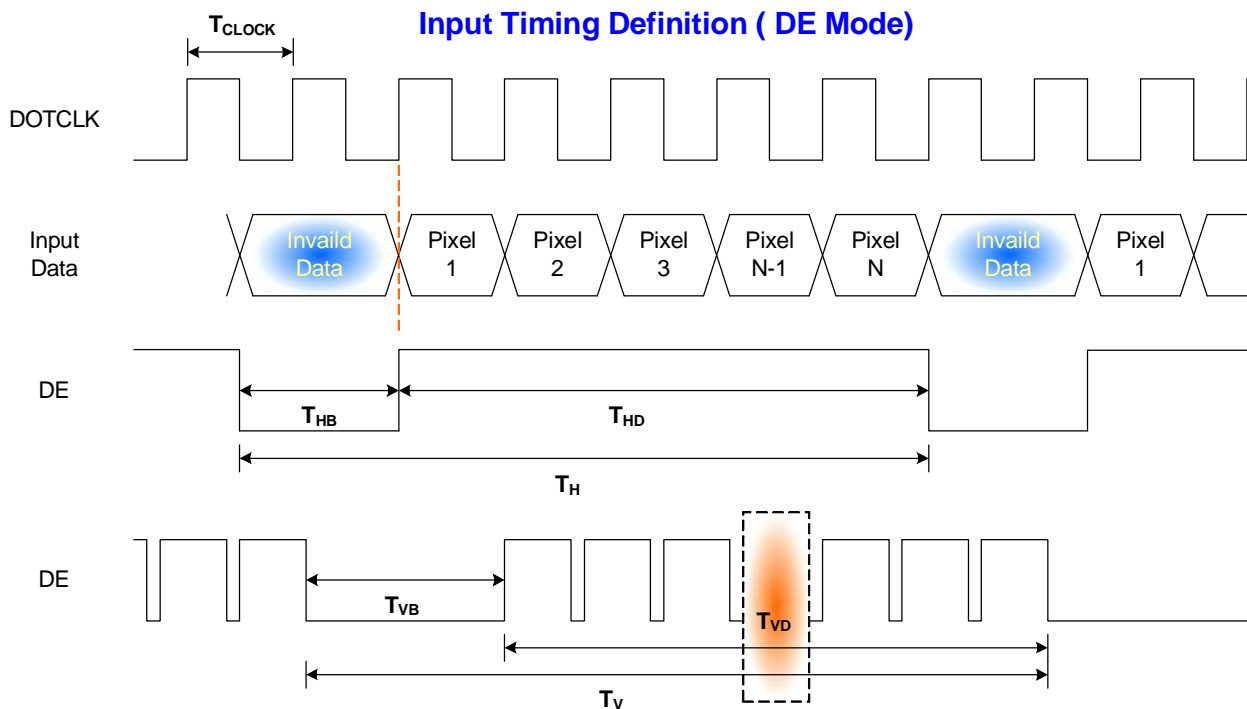 Input Timing Definition ( DE Mode)
TCLOCK
DOTCLK
Input
Data
Invaild
Data
Pixel
1
Pixel
2
Pixel
3
Pixel
N-1
Pixel
N
Invaild
Data
Pixel
1
DE
THB
THD
TH
DE
TVB
TVD
TV